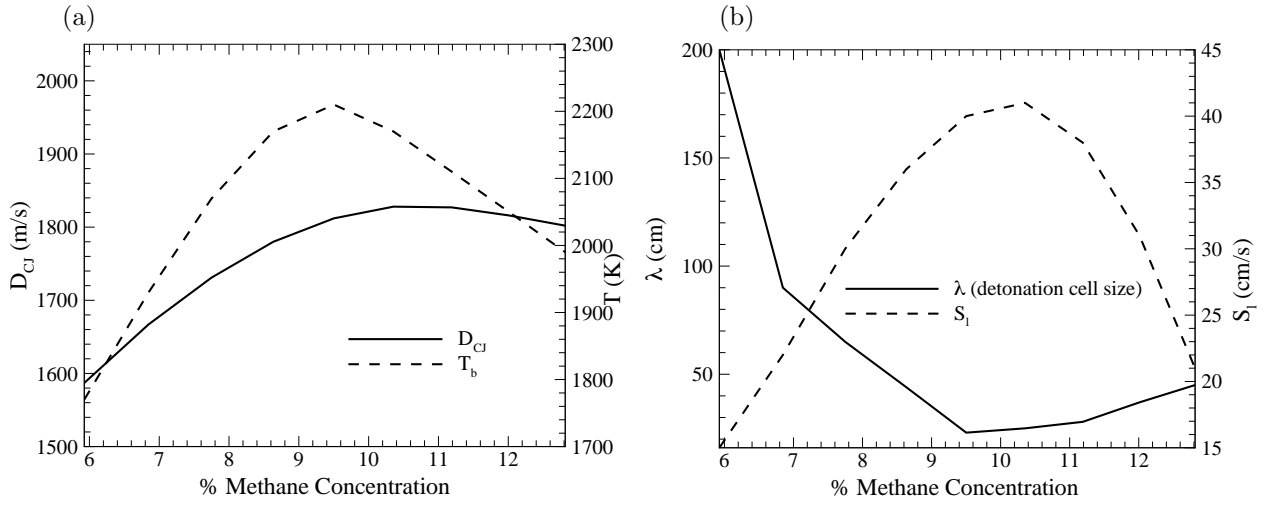 (a)
(b)
2000
1900
1800
1700
1600
1500
D_CJ (m/s)
2300
2200
2100
2000
1900
1800
1700
T (K)
D_CJ
T_b
6 7 8 9 10 11 12
% Methane Concentration
200
150
100
50
λ (cm)
45
40
35
30
25
20
15
S_l (cm/s)
λ (detonation cell size)
S_l
6 7 8 9 10 11 12
% Methane Concentration